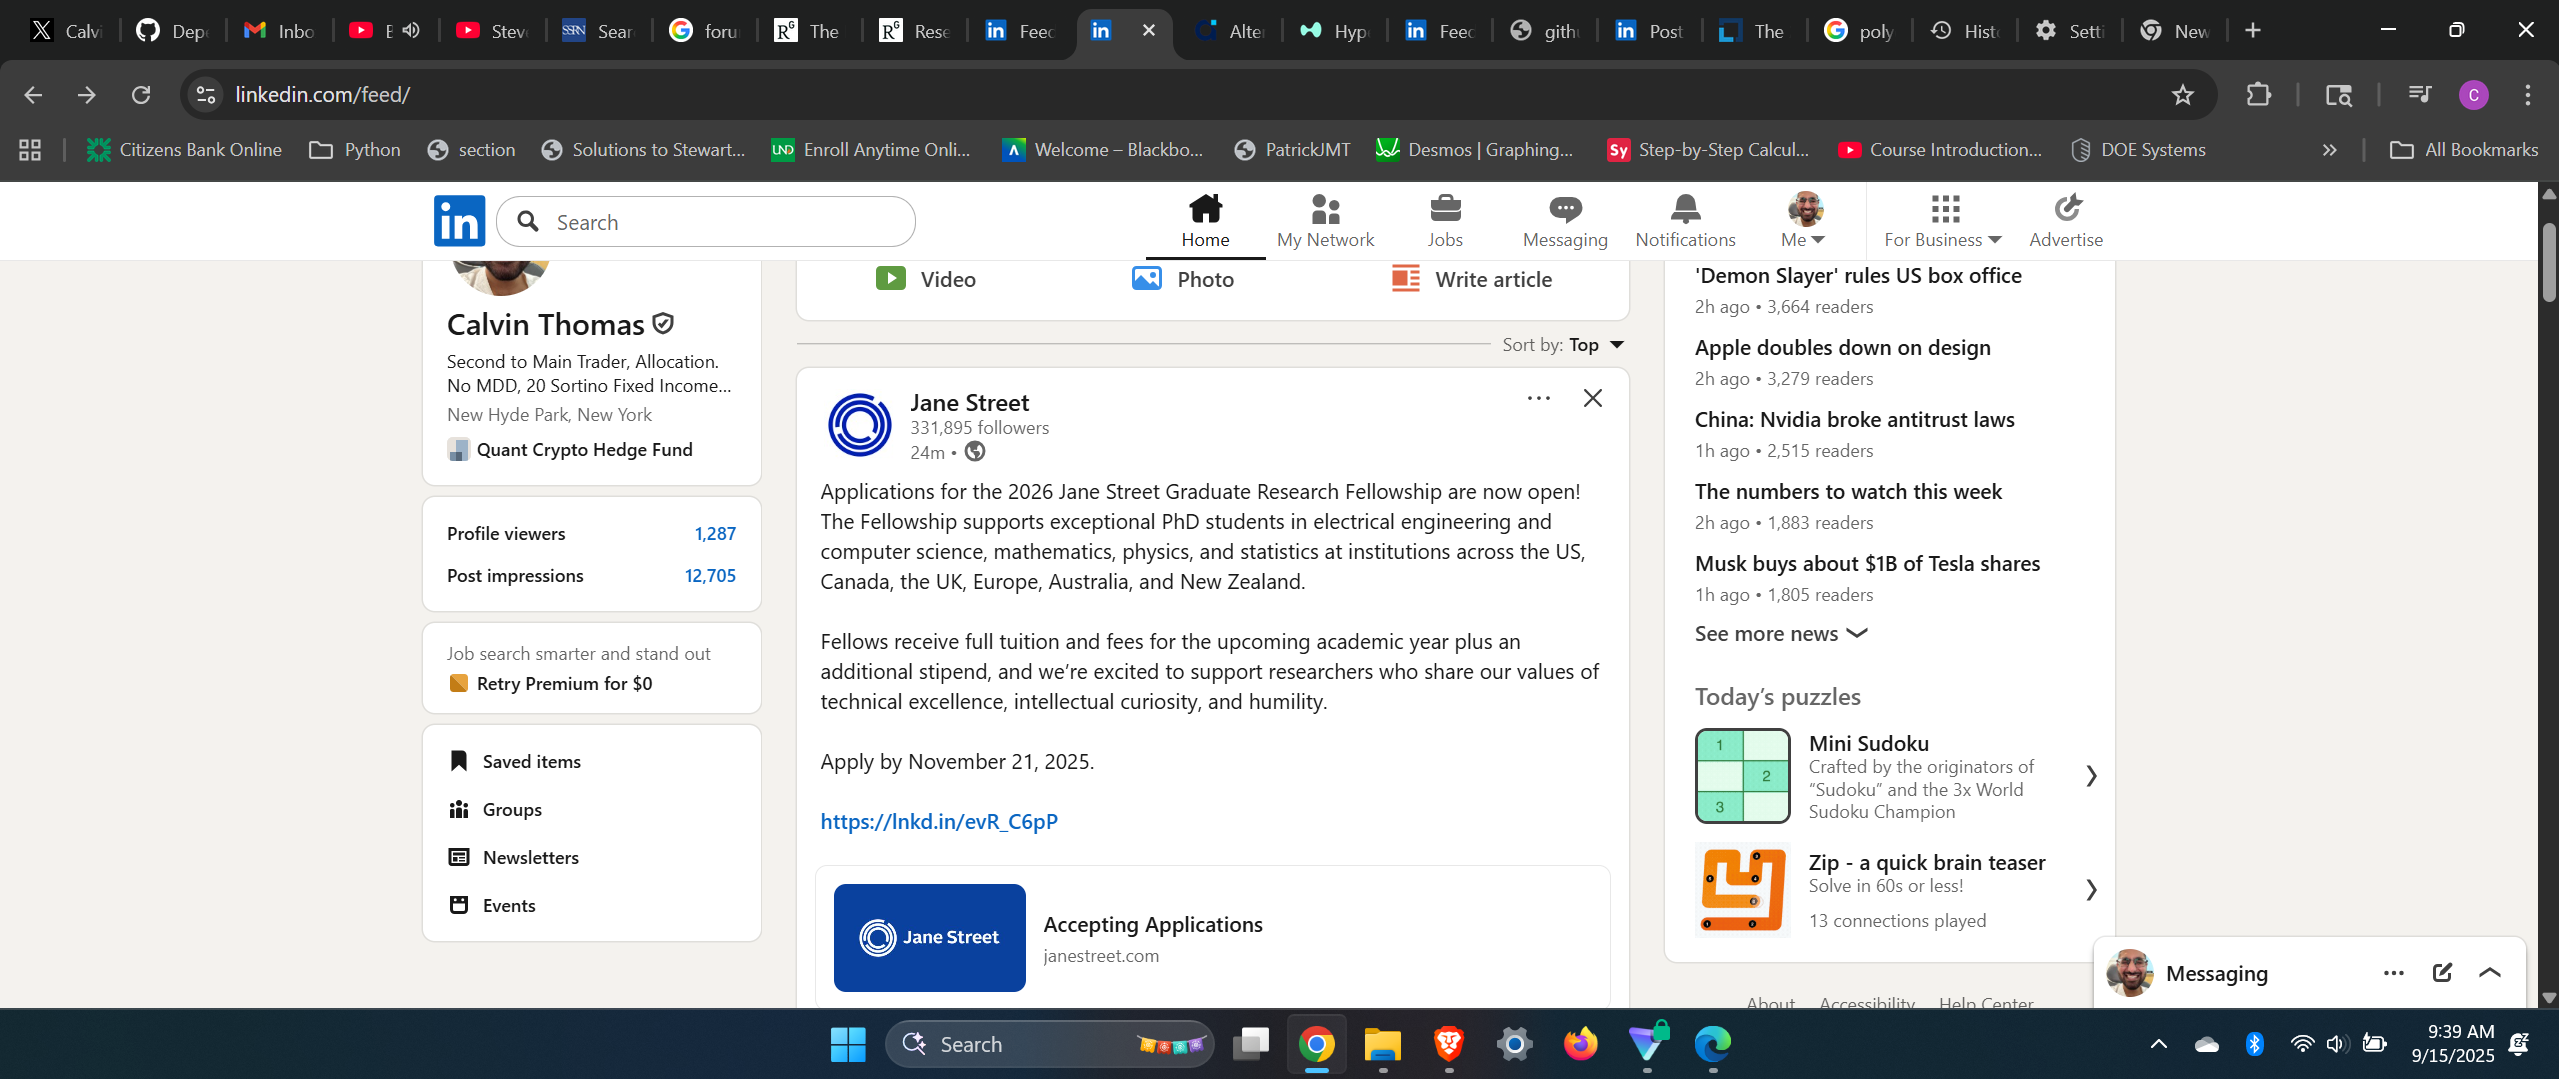 Calvi
Depe
Inbo
E
Steve
SSRN
Sear
foru
RG
The
RG
Rese
Feec
Alte
Hyp
Feec
githu
Post
The
poly
Histo
Setti
New
linkedin.com/feed/
C
Citizens Bank Online
Python
section
Solutions to Stewart...
UND
Enroll Anytime Onli...
Welcome – Blackbo...
PatrickJMT
Desmos | Graphing...
Sy
Step-by-Step Calcul...
Course Introduction...
DOE Systems
All Bookmarks
in
Search
Home
My Network
Jobs
Messaging
Notifications
Me
For Business
Advertise
Calvin Thomas
Second to Main Trader, Allocation.
No MDD, 20 Sortino Fixed Income...
New Hyde Park, New York
Quant Crypto Hedge Fund
Profile viewers 1,287
Post impressions 12,705
Job search smarter and stand out
Retry Premium for $0
Saved items
Groups
Newsletters
Events
Video
Photo
Write article
Sort by: Top
Jane Street
331,895 followers
24m •
Applications for the 2026 Jane Street Graduate Research Fellowship are now open!
The Fellowship supports exceptional PhD students in electrical engineering and
computer science, mathematics, physics, and statistics at institutions across the US,
Canada, the UK, Europe, Australia, and New Zealand.
Fellows receive full tuition and fees for the upcoming academic year plus an
additional stipend, and we’re excited to support researchers who share our values of
technical excellence, intellectual curiosity, and humility.
Apply by November 21, 2025.
https://lnkd.in/evR_C6pP
Jane Street
Accepting Applications
janestreet.com
'Demon Slayer' rules US box office
2h ago • 3,664 readers
Apple doubles down on design
2h ago • 3,279 readers
China: Nvidia broke antitrust laws
1h ago • 2,515 readers
The numbers to watch this week
2h ago • 1,883 readers
Musk buys about $1B of Tesla shares
1h ago • 1,805 readers
See more news
Today’s puzzles
1
2
3
Mini Sudoku
Crafted by the originators of
“Sudoku” and the 3x World
Sudoku Champion
Zip - a quick brain teaser
Solve in 60s or less!
13 connections played
About Accessibility Help Center
Messaging
Search
9:39 AM
9/15/2025